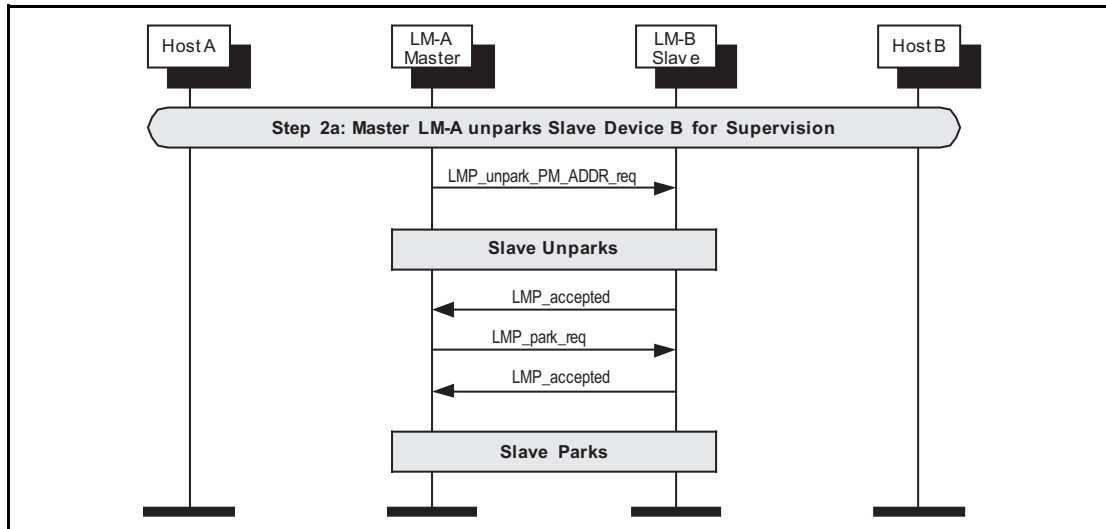 Host A
LM-A
Master
LM-B
Slave
Host B
Step 2a: Master LM-A unparks Slave Device B for Supervision
LMP_unpark_PM_ADDR_req
Slave Unparks
LMP_accepted
LMP_park_req
LMP_accepted
Slave Parks